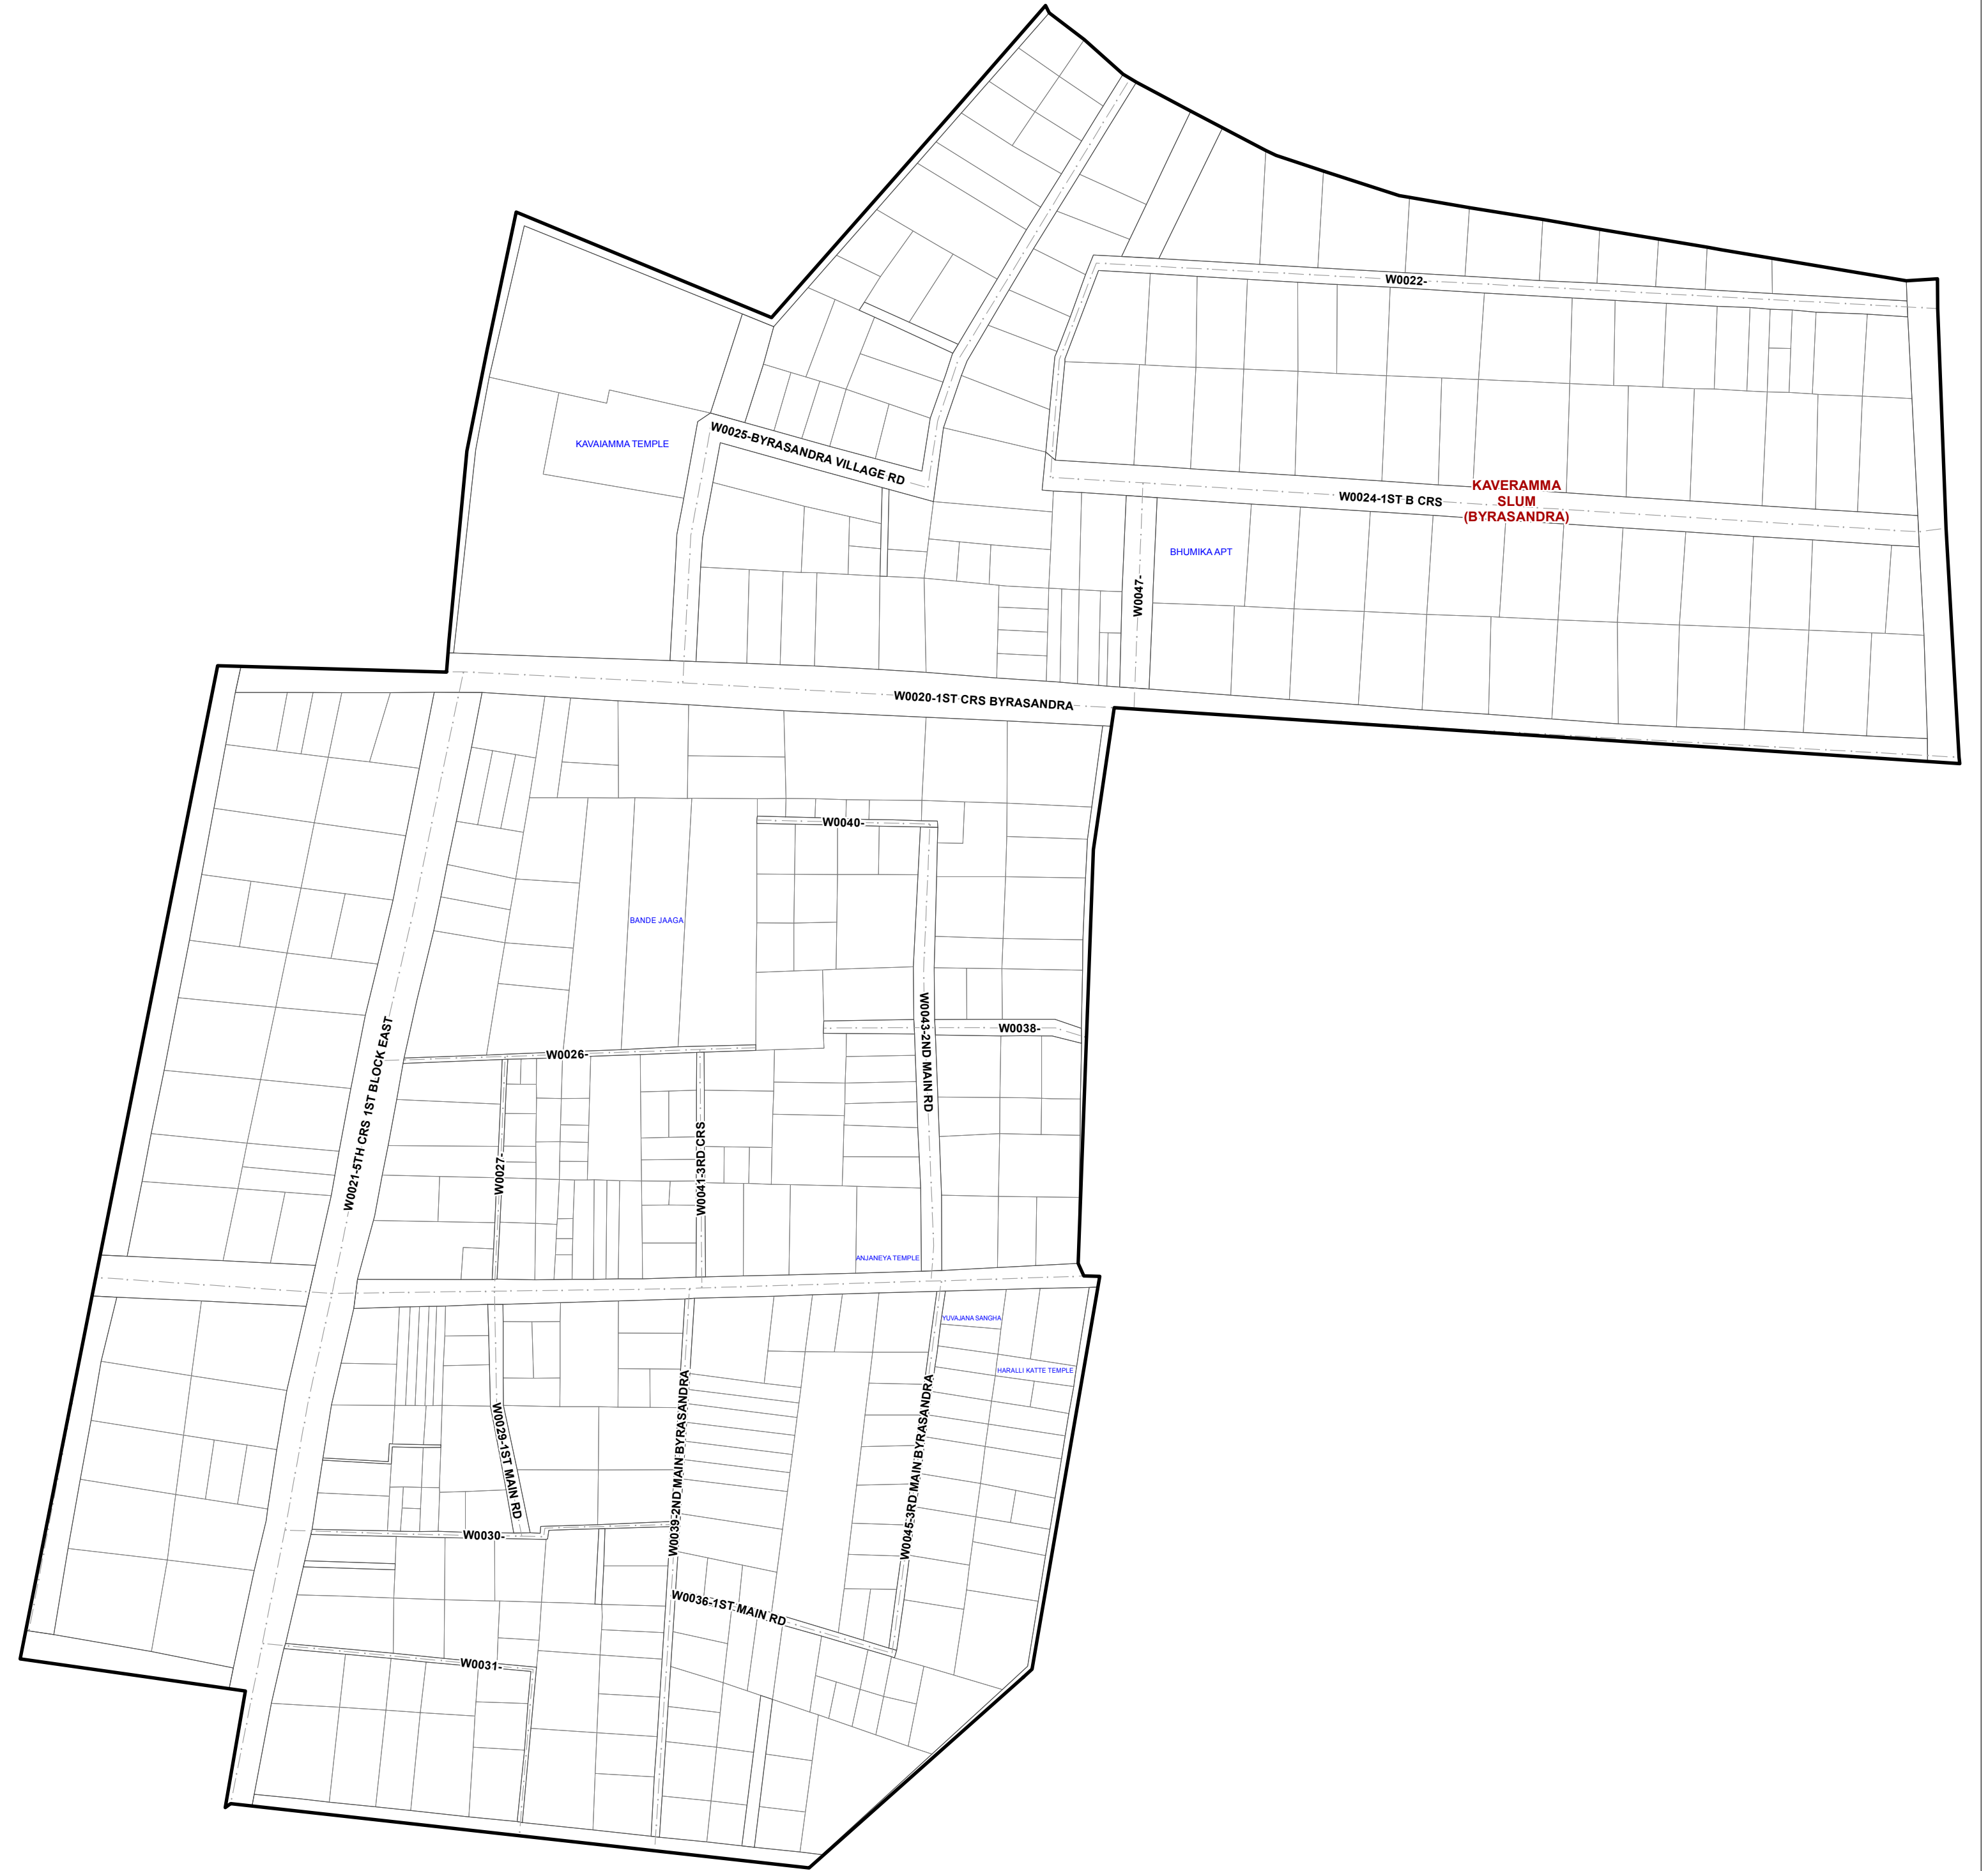 W0022-
KAVAIAMMA TEMPLE
W0025-BYRASANDRA VILLAGE RD
KAVERAMMA
SLUM
(BYRASANDRA)
W0024-1ST B CRS
BHUMIKA APT
W0047-
W0020-1ST CRS BYRASANDRA
W0040-
BANDE JAAGA
W0043-2ND MAIN RD
W0038-
W0021-5TH CRS 1ST BLOCK EAST
W0026-
W0027-
W0041-3RD CRS
ANJANEYA TEMPLE
YUVAJANA SANGHA
HARALLI KATTE TEMPLE
W0029-1ST MAIN RD
W0039-2ND MAIN BYRASANDRA
W0045-3RD MAIN BYRASANDRA
W0030-
W0036-1ST MAIN RD
W0031-